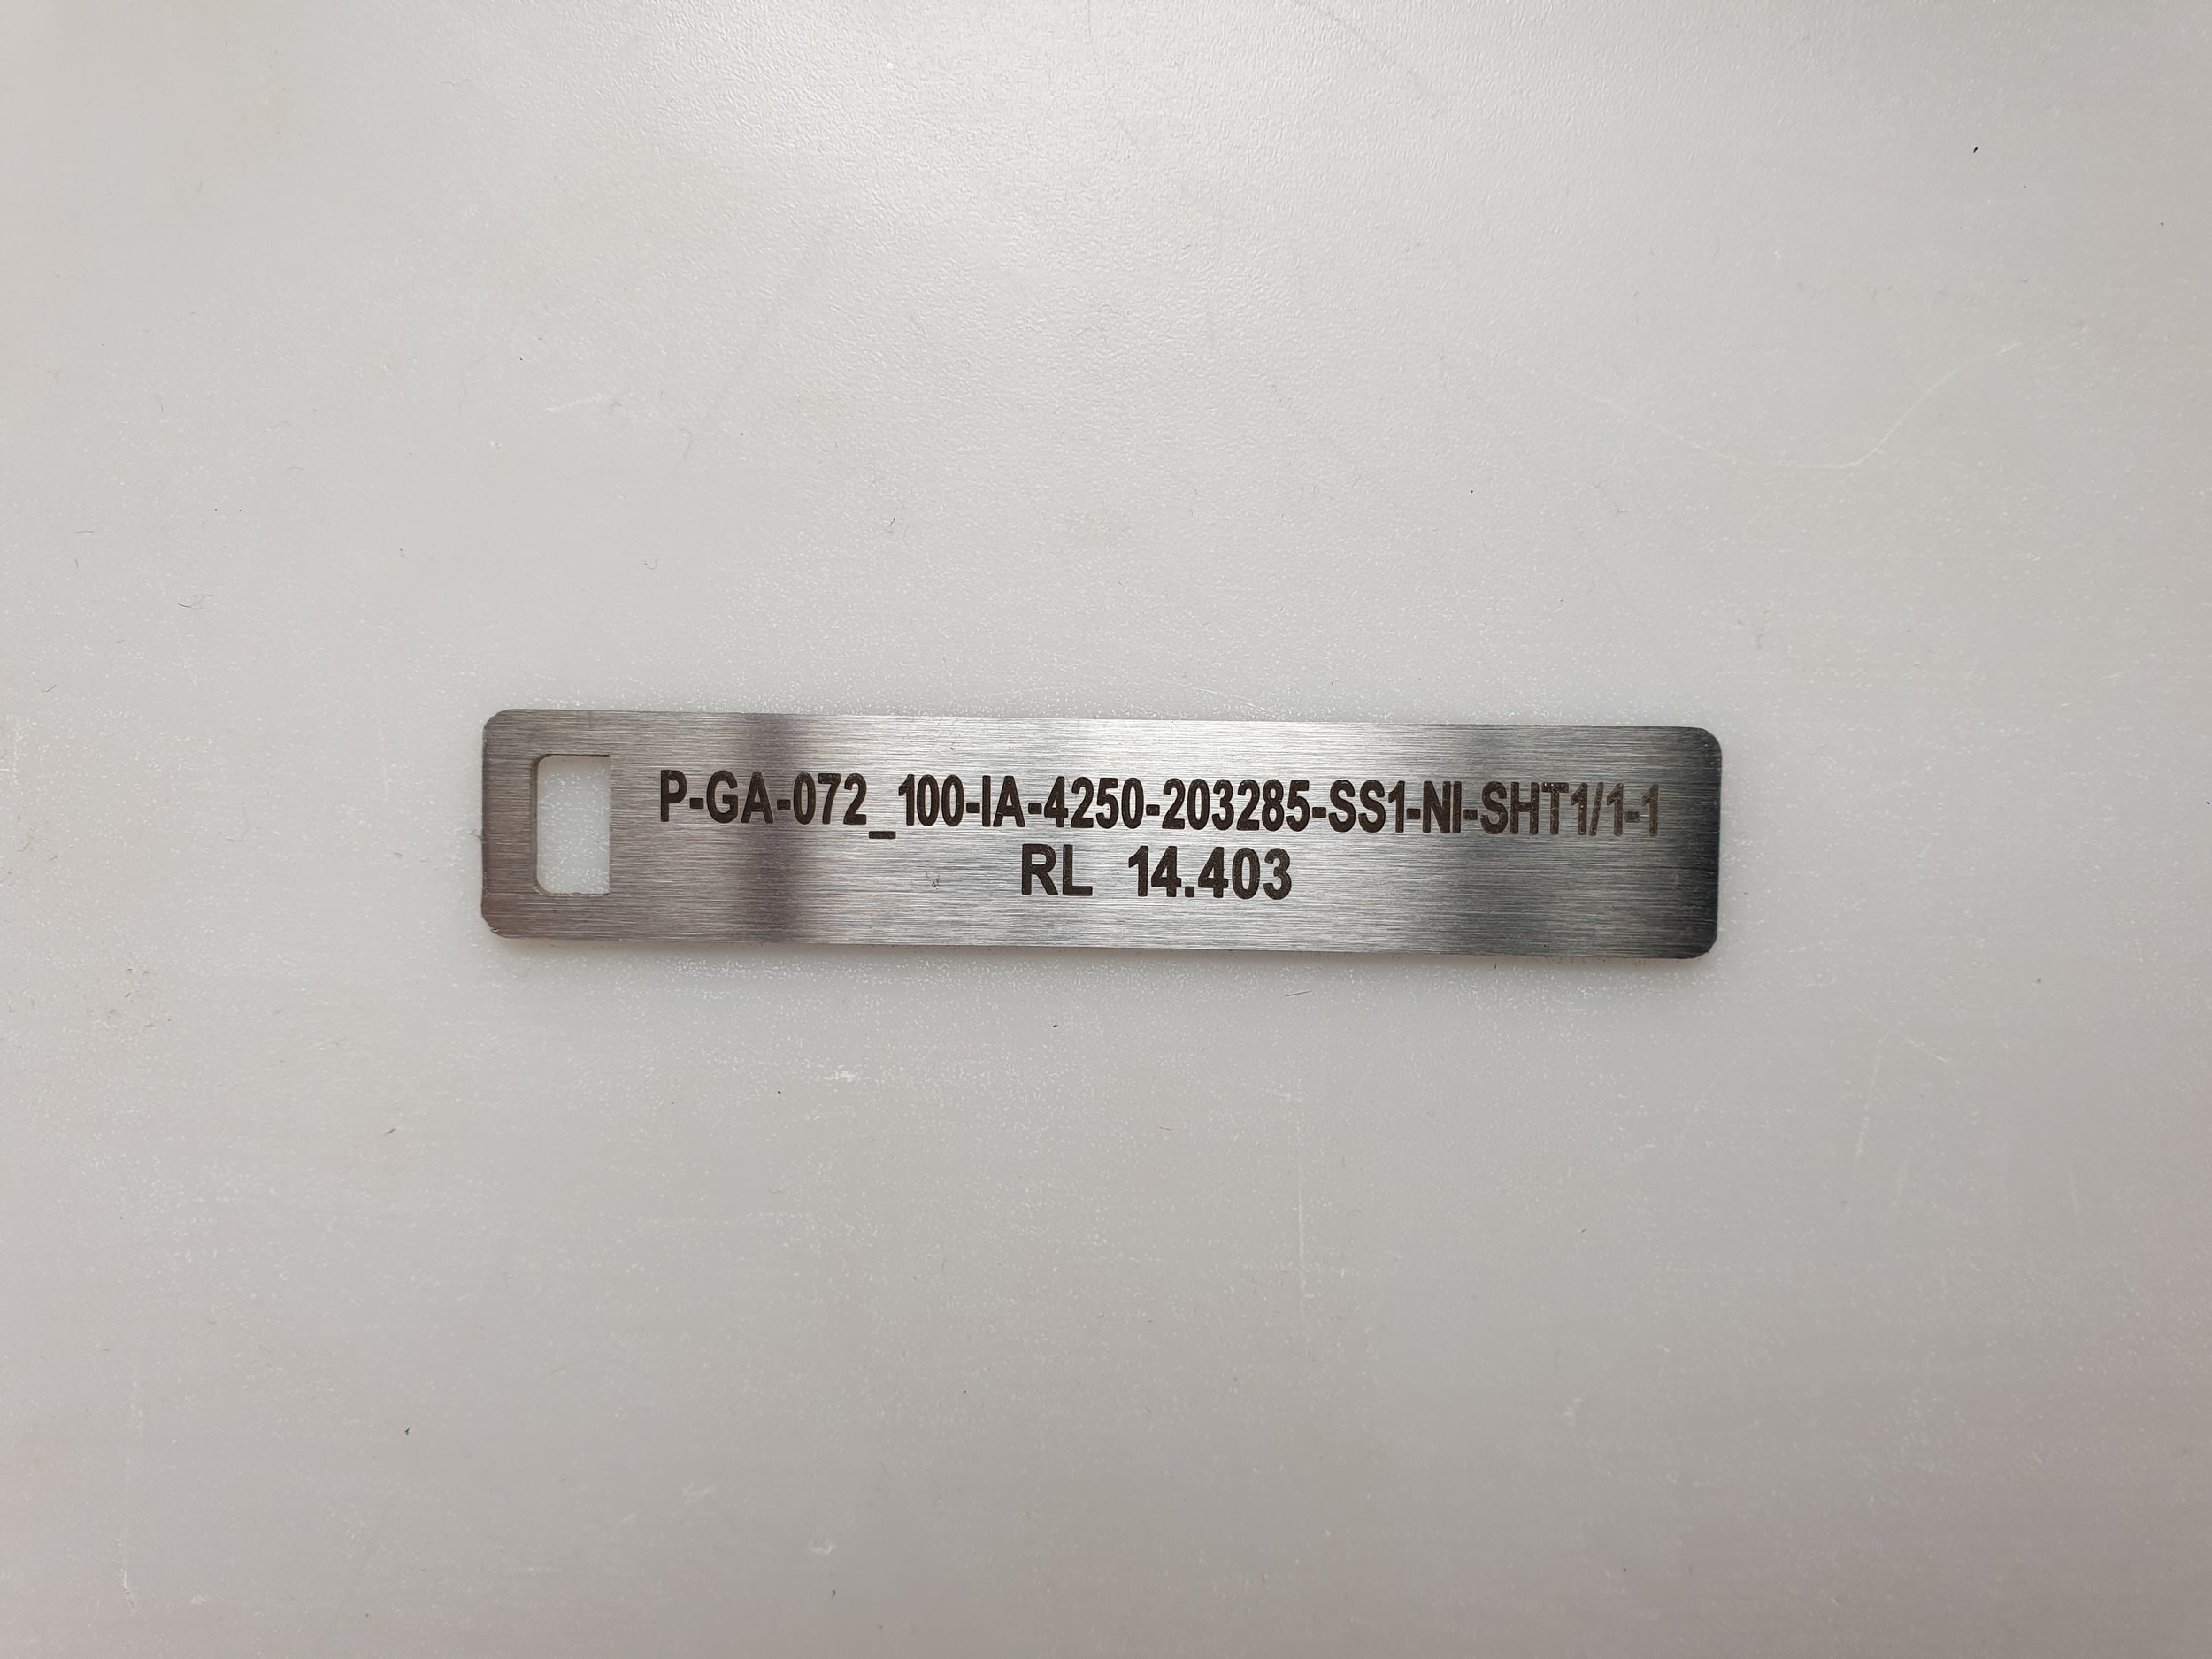 P-GA-072_100-IA-4250-203285-SS1-NI-SHT1/1-1
RL 14.403